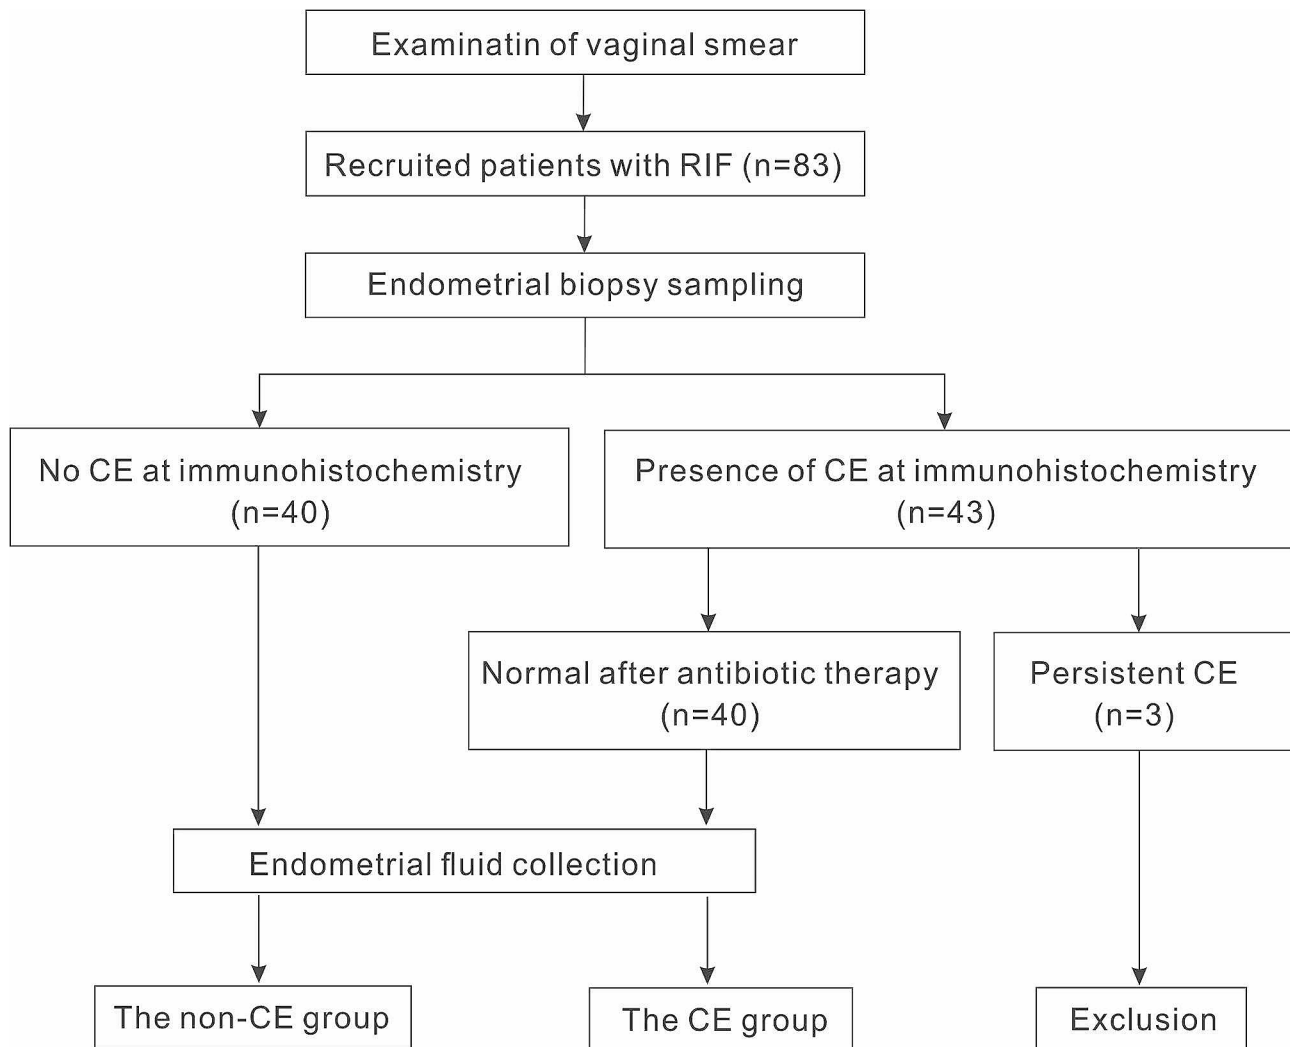 Examinatin of vaginal smear
Recruited patients with RIF (n=83)
Endometrial biopsy sampling
No CE at immunohistochemistry
(n=40)
Presence of CE at immunohistochemistry
(n=43)
Normal after antibiotic therapy
(n=40)
Persistent CE
(n=3)
Endometrial fluid collection
The non-CE group
The CE group
Exclusion